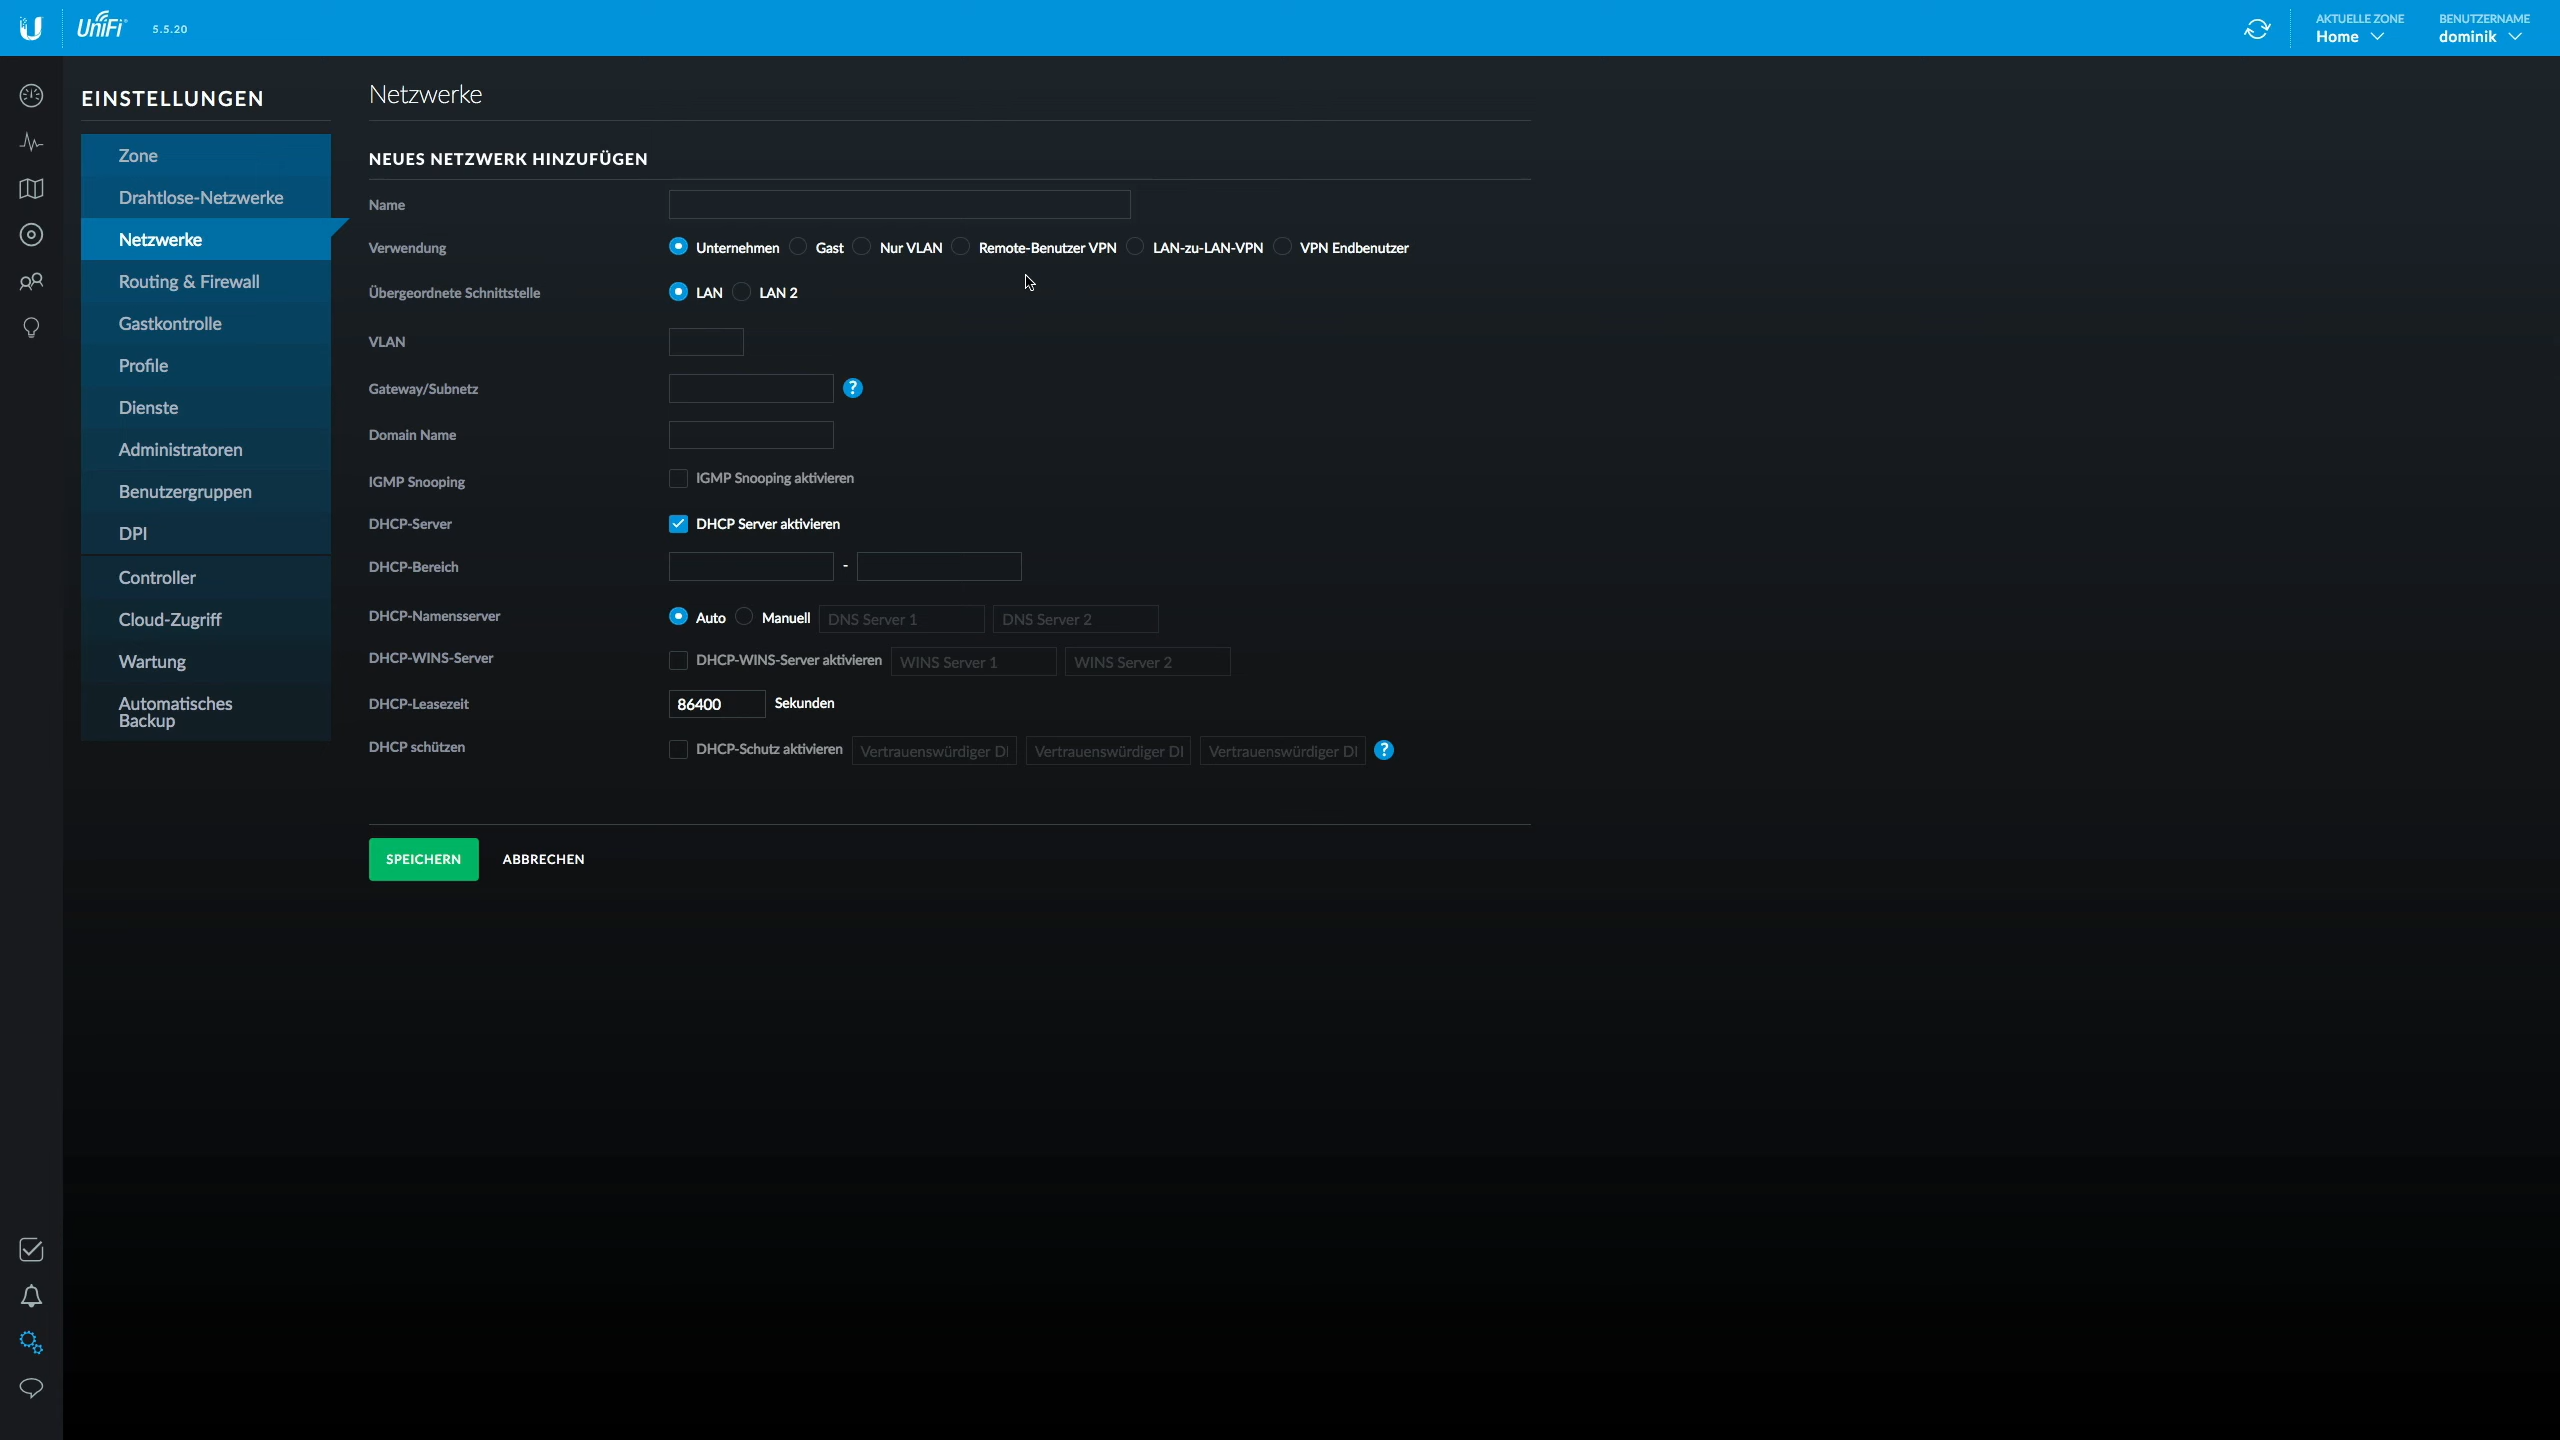 UniFi 5.5.20
AKTUELLE ZONE
Home
BENUTZERNAME
dominik
EINSTELLUNGEN
Zone
Drahtlose-Netzwerke
Netzwerke
Routing & Firewall
Gastkontrolle
Profile
Dienste
Administratoren
Benutzergruppen
DPI
Controller
Cloud-Zugriff
Wartung
Automatisches
Backup
Netzwerke
NEUES NETZWERK HINZUFÜGEN
Name
Verwendung Unternehmen Gast Nur VLAN Remote-Benutzer VPN LAN-zu-LAN-VPN VPN Endbenutzer
Übergeordnete Schnittstelle LAN LAN 2
VLAN
Gateway/Subnetz ?
Domain Name
IGMP Snooping IGMP Snooping aktivieren
DHCP-Server DHCP Server aktivieren
DHCP-Bereich -
DHCP-Namensserver Auto Manuell DNS Server 1 DNS Server 2
DHCP-WINS-Server DHCP-WINS-Server aktivieren WINS Server 1 WINS Server 2
DHCP-Leasezeit 86400 Sekunden
DHCP schützen DHCP-Schutz aktivieren Vertrauenswürdiger DI Vertrauenswürdiger DI Vertrauenswürdiger DI ?
SPEICHERN ABBRECHEN